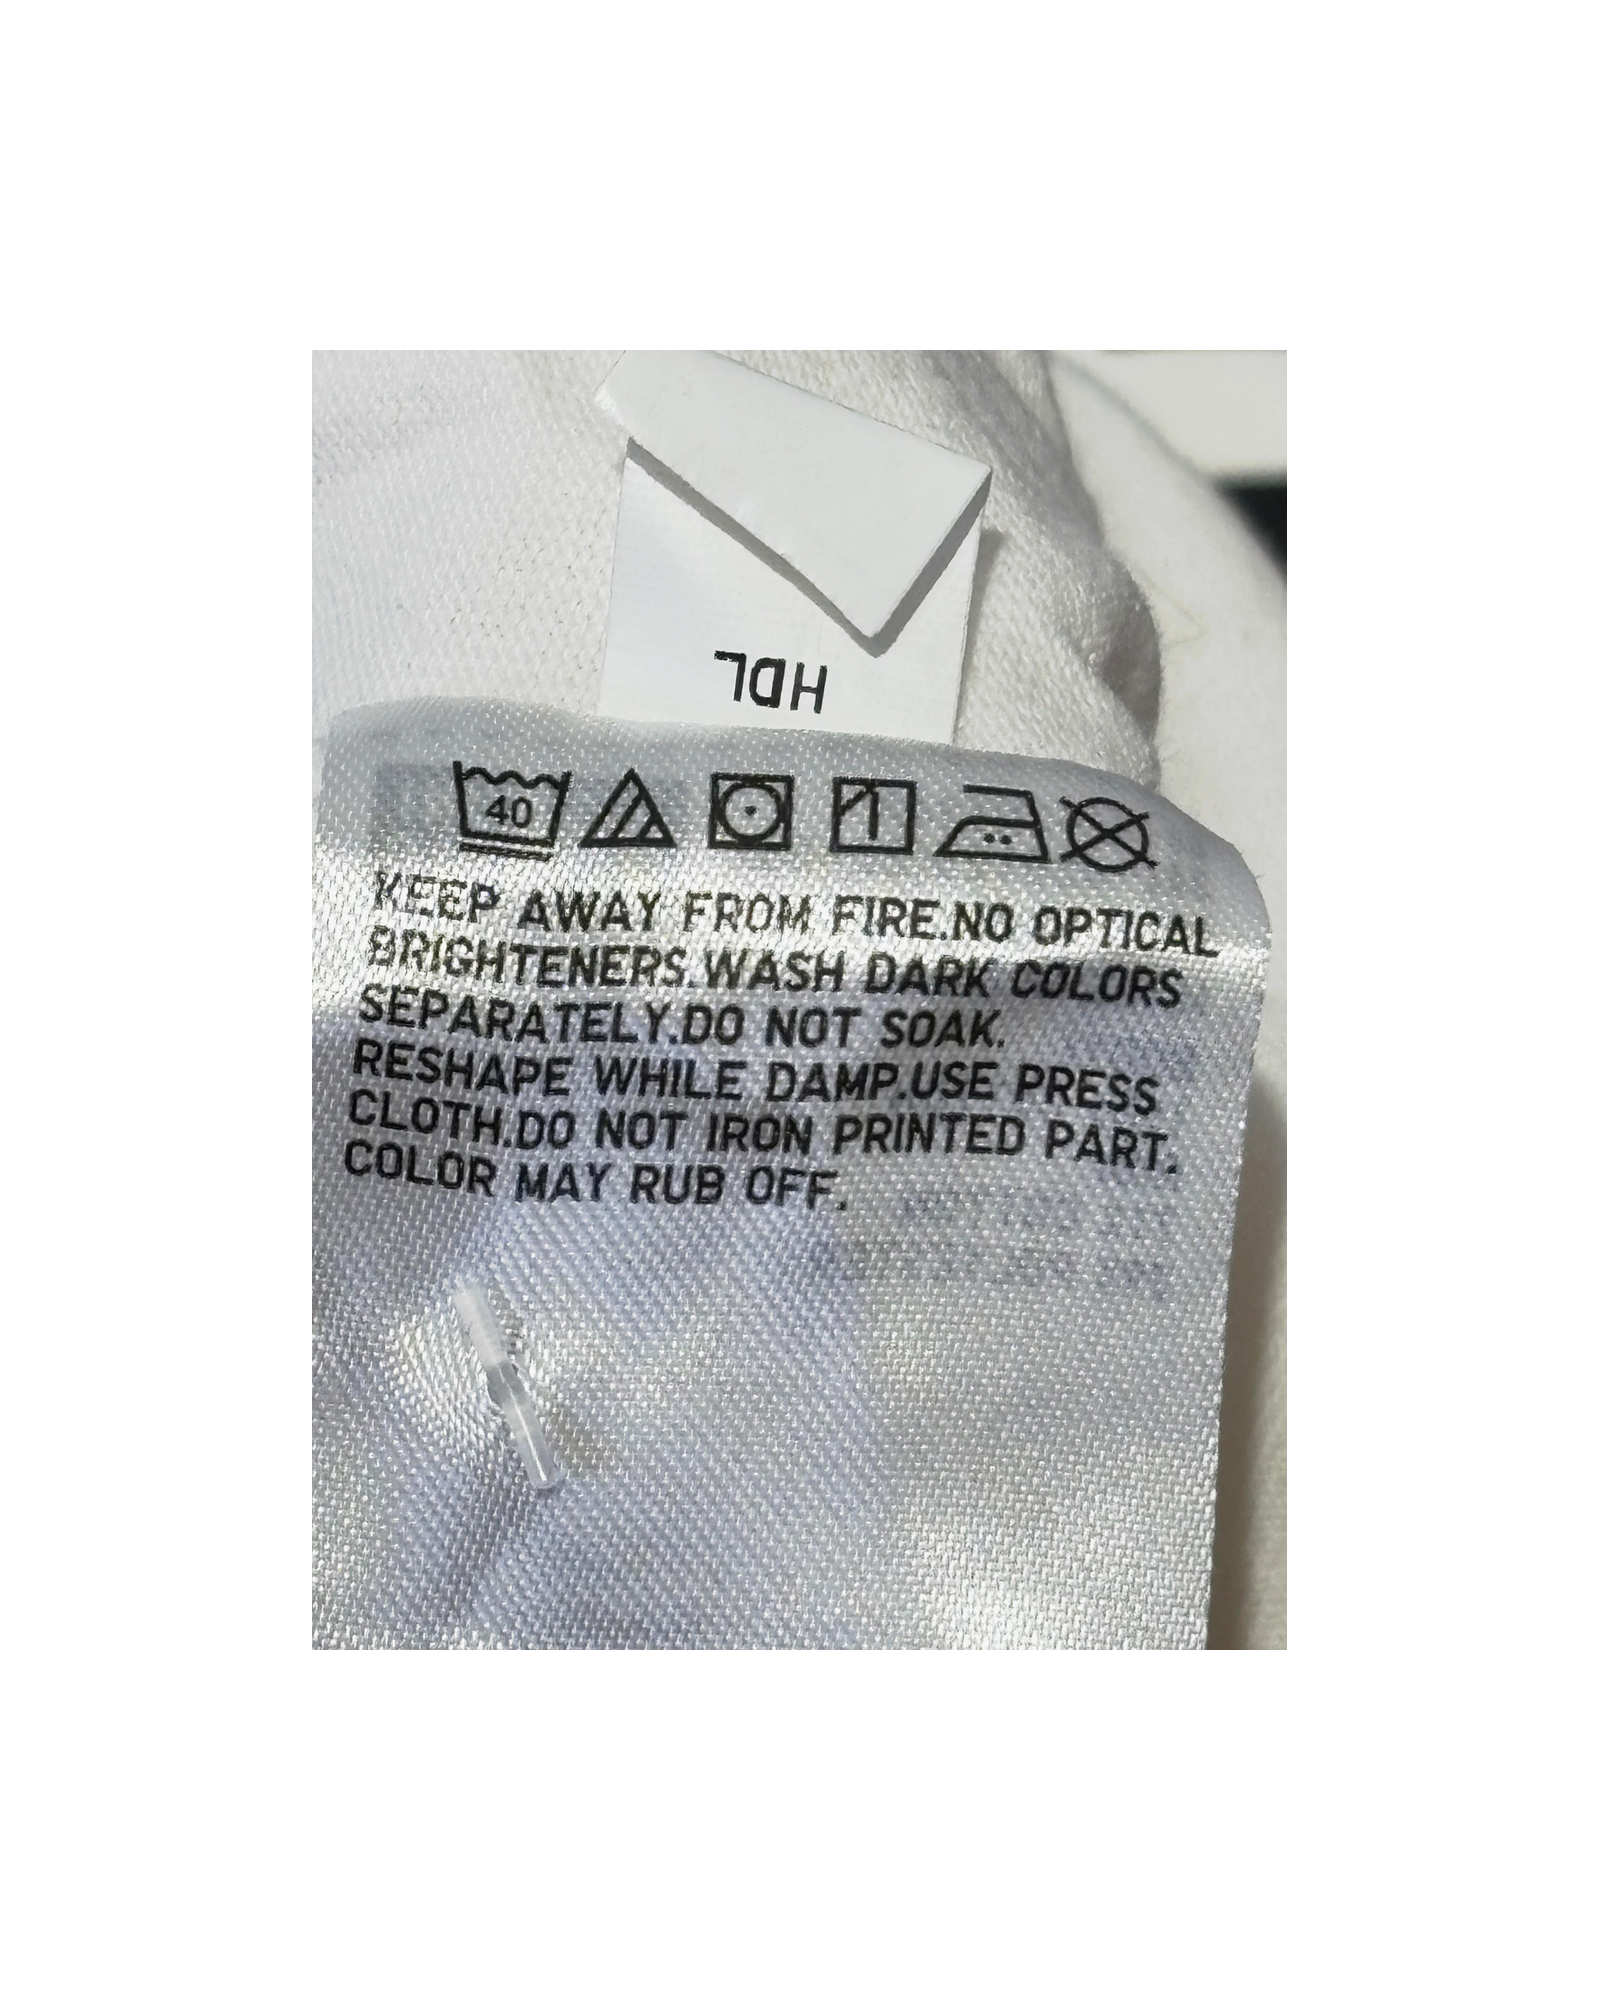 HDL
40
KEEP AWAY FROM FIRE.NO OPTICAL
BRIGHTENERS.WASH DARK COLORS
SEPARATELY.DO NOT SOAK.
RESHAPE WHILE DAMP.USE PRESS
CLOTH.DO NOT IRON PRINTED PART.
COLOR MAY RUB OFF.